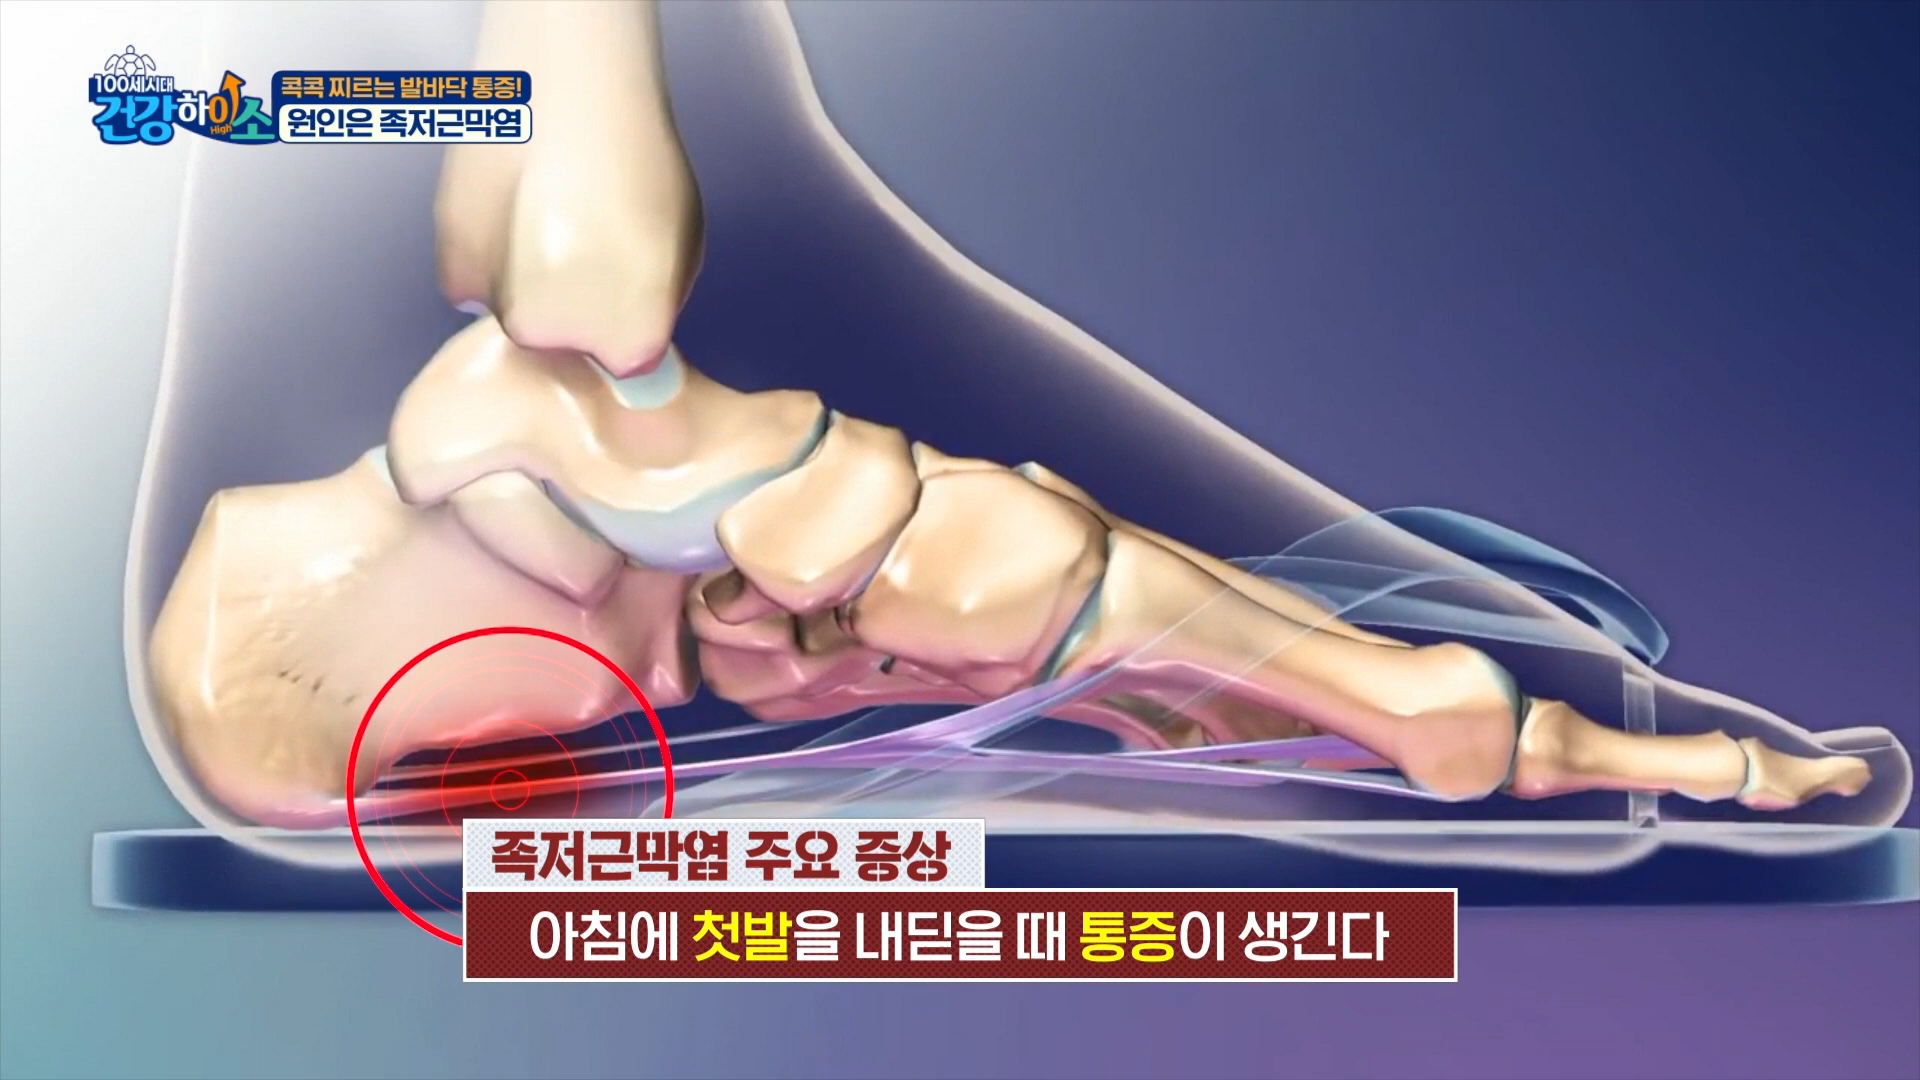 100세시대
건강하이소
High
콕콕 찌르는 발바닥 통증!
원인은 족저근막염
족저근막염 주요 증상
아침에 첫발을 내딛을 때 통증이 생긴다